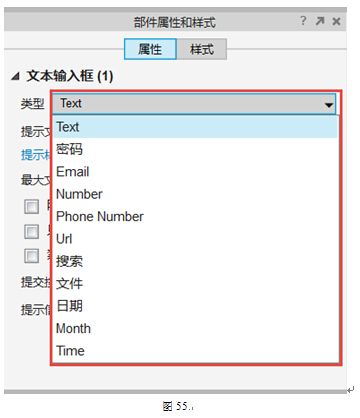 部件属性和样式
属性 样式
文本输入框 (1)
类型 Text
Text
提示
密码
提示
Email
最大
Number
Phone Number
Url
搜索
文件
提交
日期
提示
Month
Time
图 55.